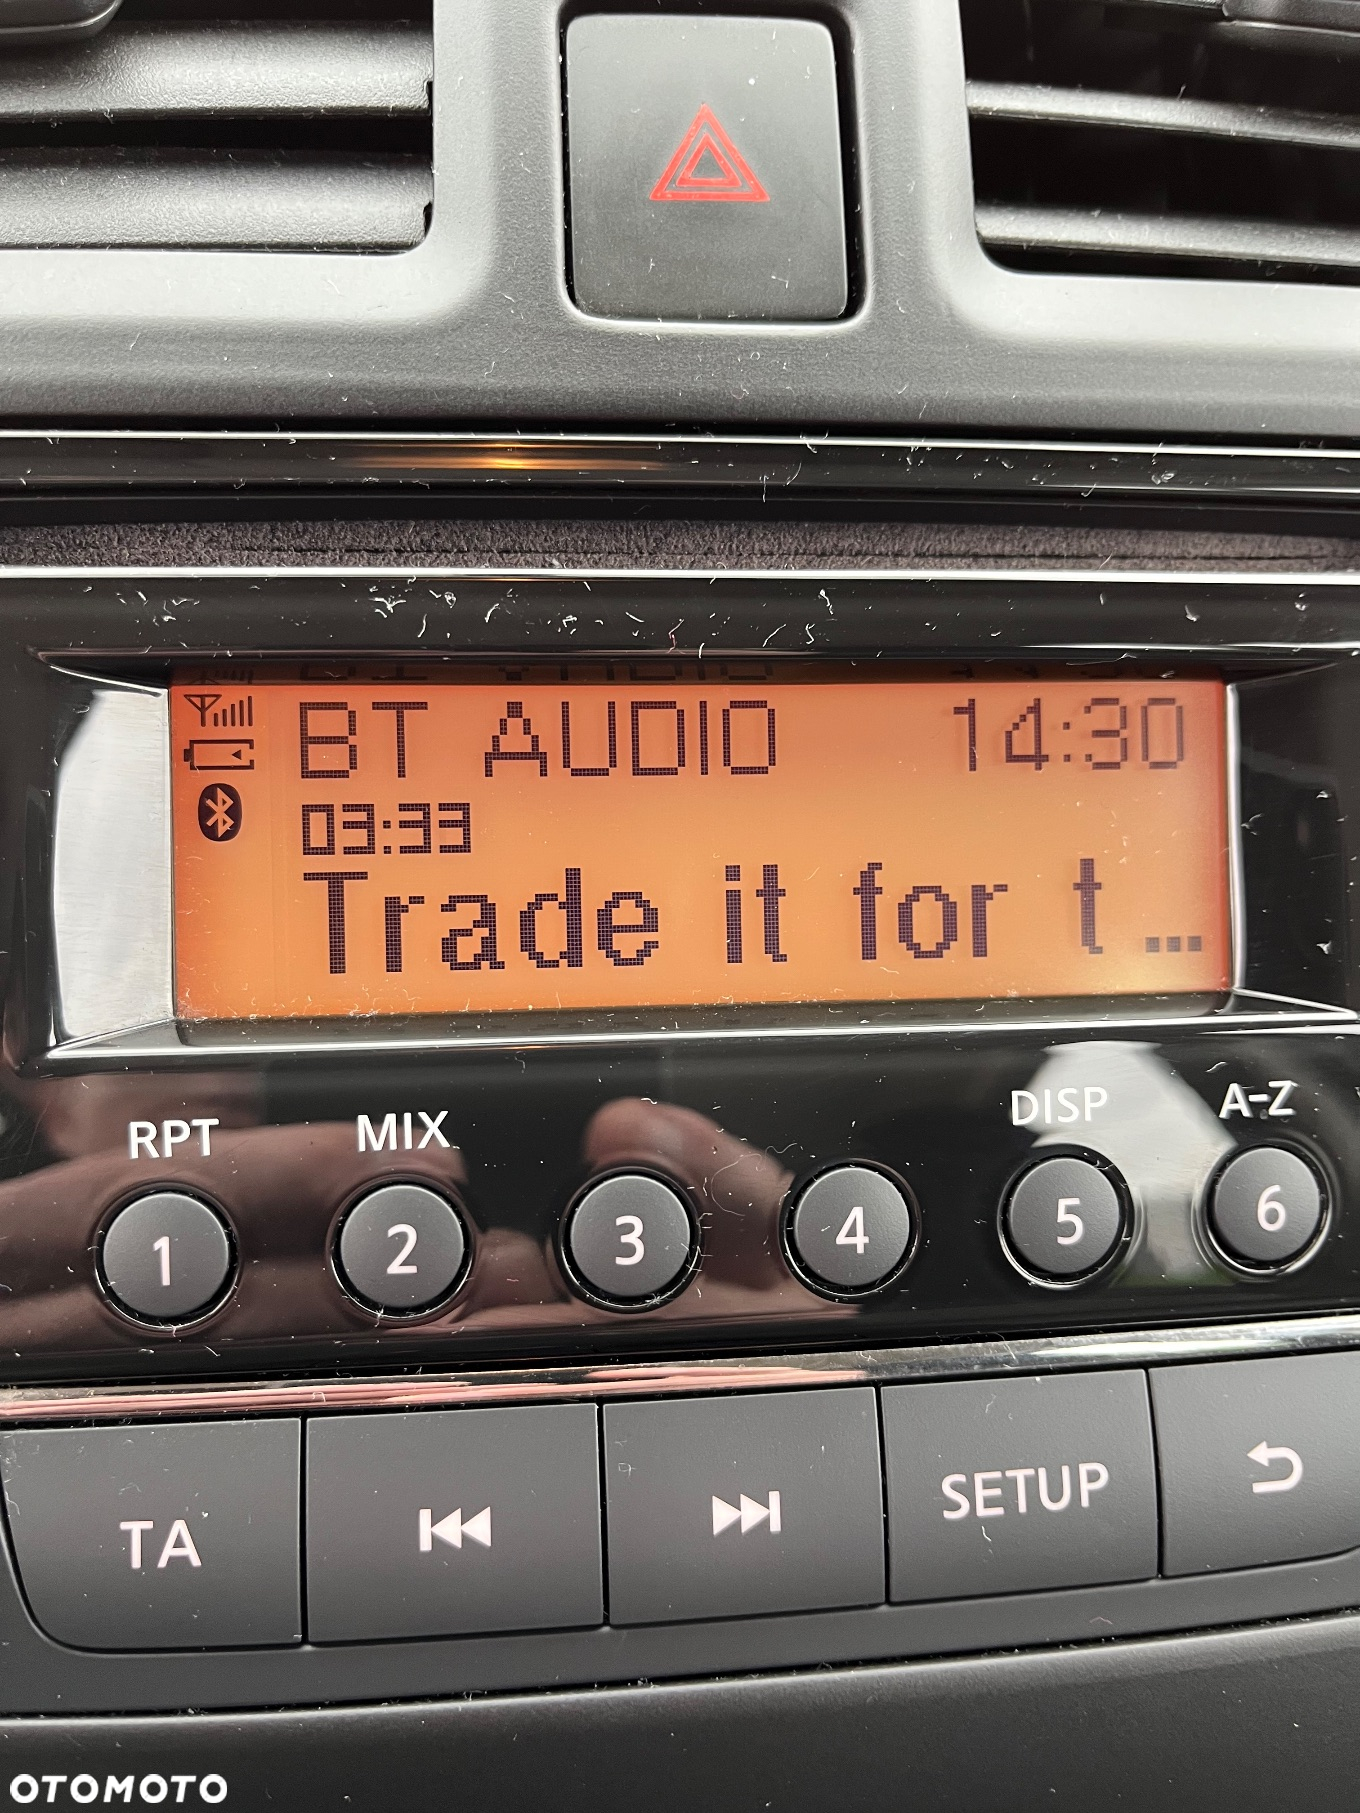 BT AUDIO 14:30
03:33
Trade it for t ...
RPT MIX DISP A-Z
1 2 3 4 5 6
TA SETUP
OTOMOTO